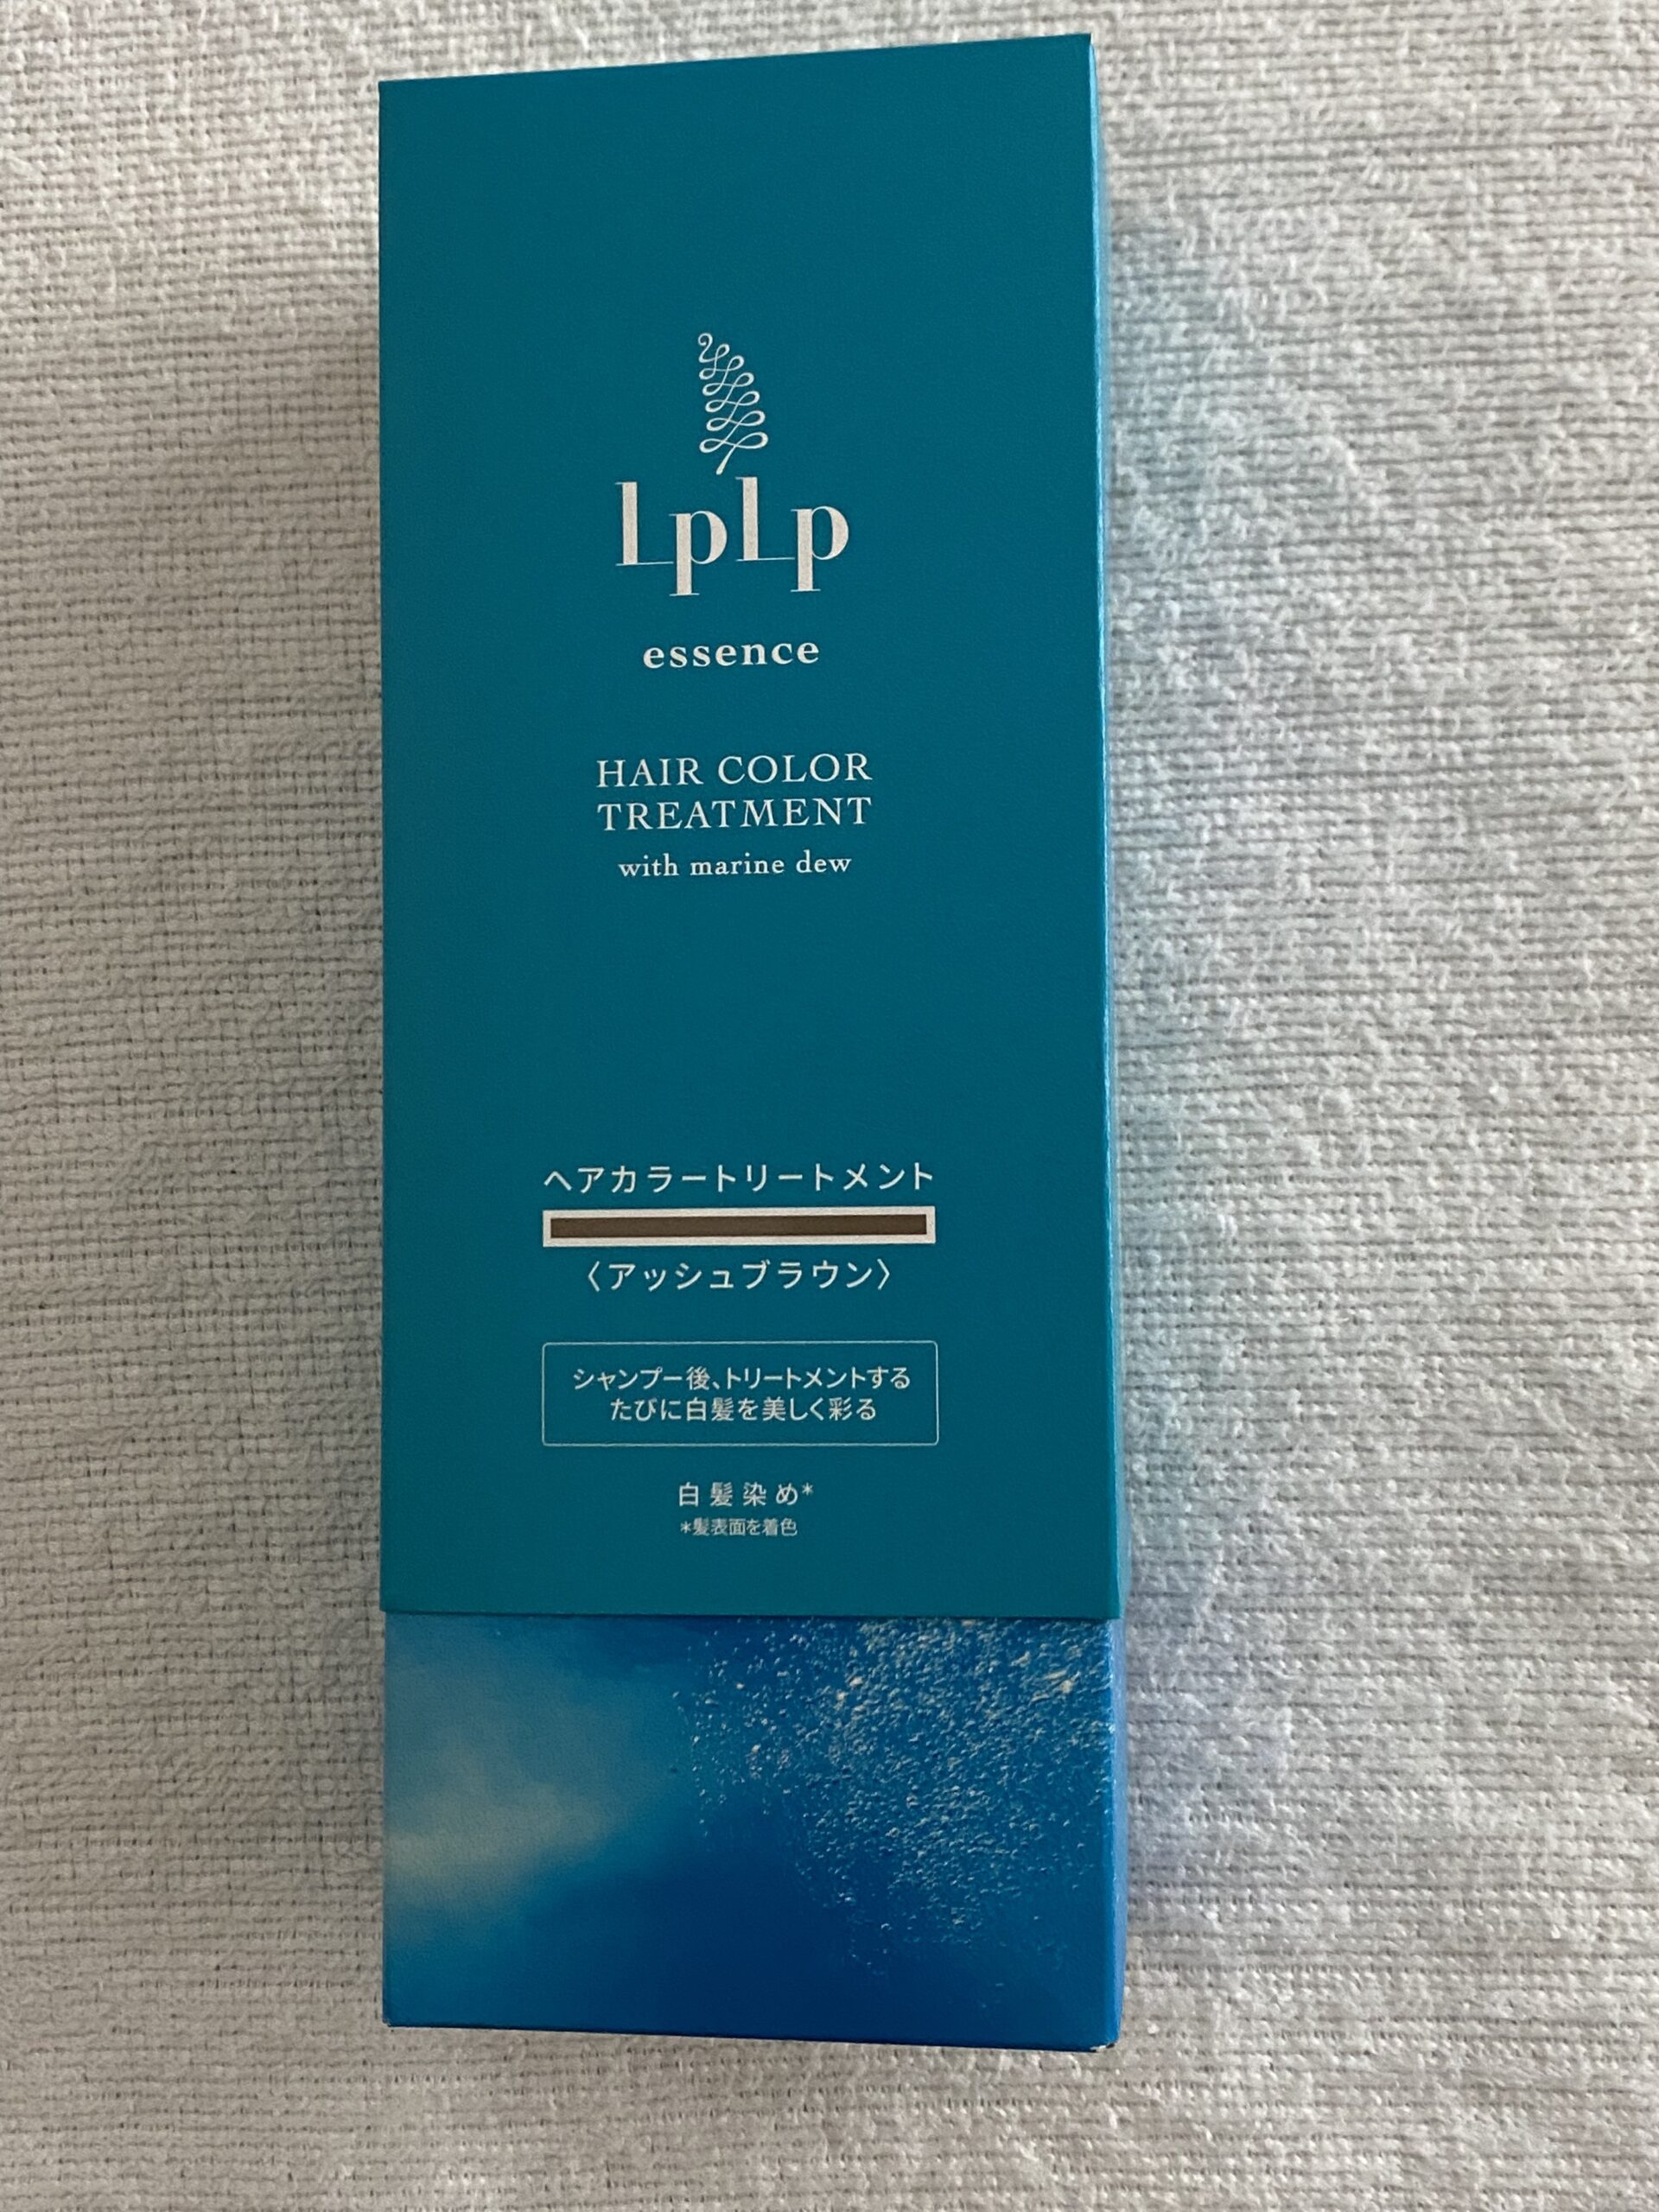 LpLp
essence
HAIR COLOR
TREATMENT
with marine dew
ヘアカラートリートメント
〈アッシュブラウン〉
シャンプー後、トリートメントする
たびに白髪を美しく彩る
白髪染め*
*髪表面を着色